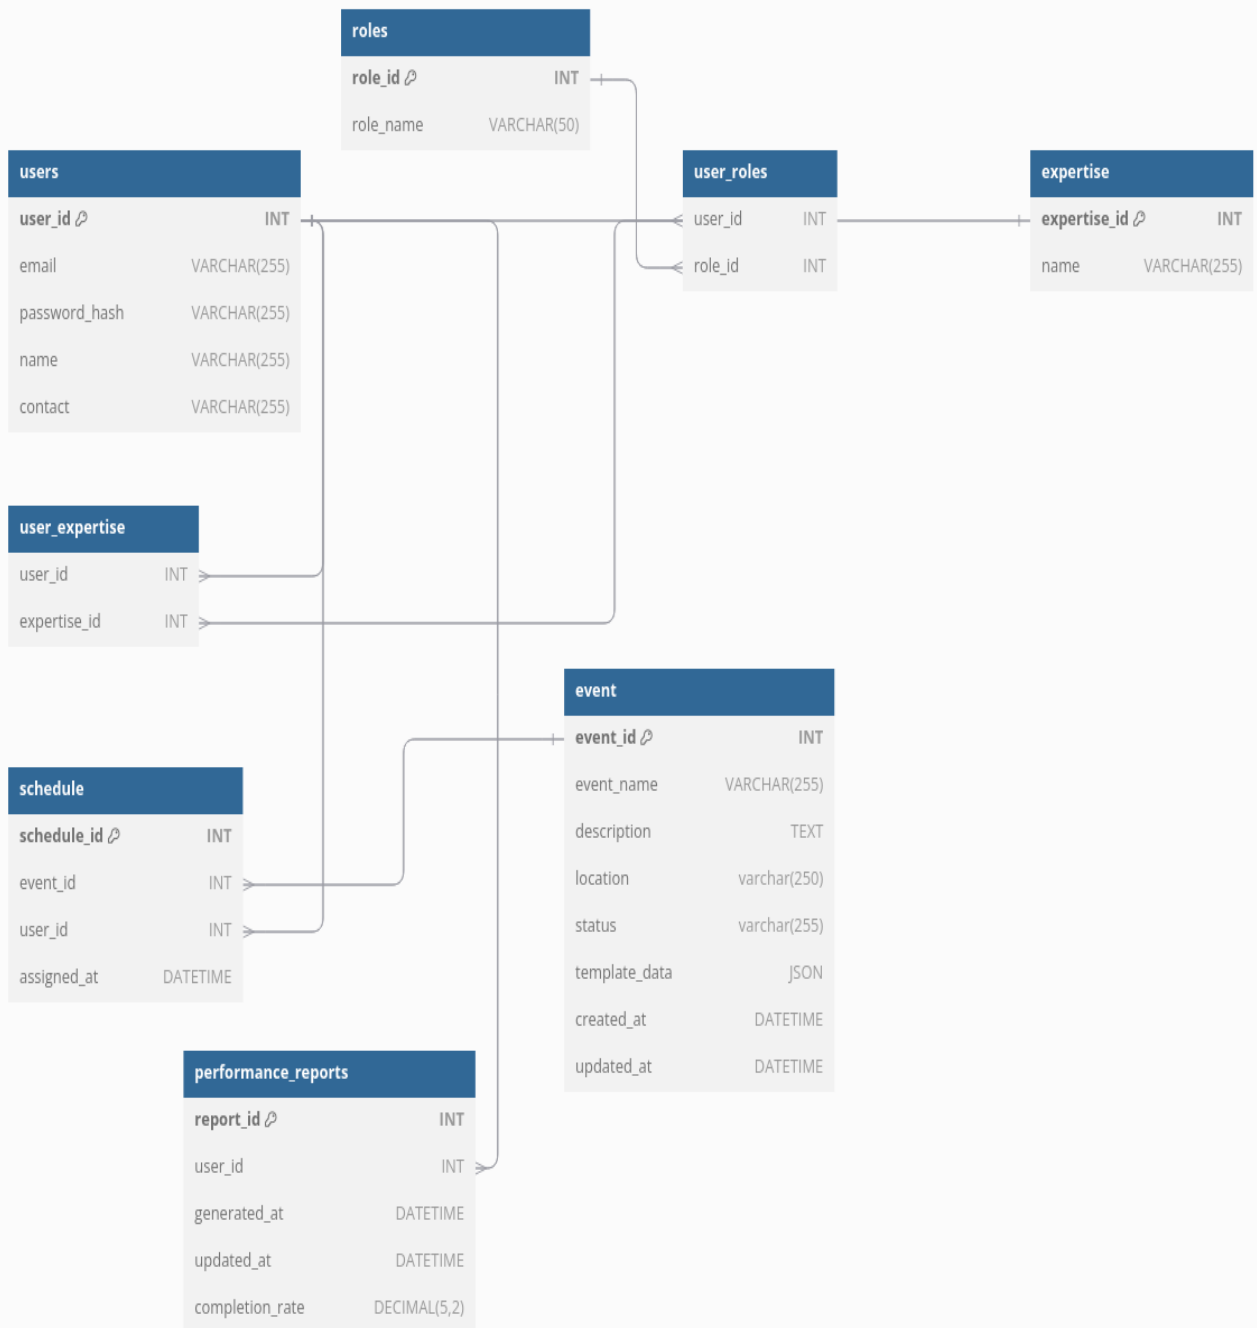 roles
role_id INT
role_name VARCHAR(50)
users
user_id INT
email VARCHAR(255)
password_hash VARCHAR(255)
name VARCHAR(255)
contact VARCHAR(255)
user_roles
user_id INT
role_id INT
expertise
expertise_id INT
name VARCHAR(255)
user_expertise
user_id INT
expertise_id INT
event
event_id INT
event_name VARCHAR(255)
description TEXT
location varchar(250)
status varchar(255)
template_data JSON
created_at DATETIME
updated_at DATETIME
schedule
schedule_id INT
event_id INT
user_id INT
assigned_at DATETIME
performance_reports
report_id INT
user_id INT
generated_at DATETIME
updated_at DATETIME
completion_rate DECIMAL(5,2)